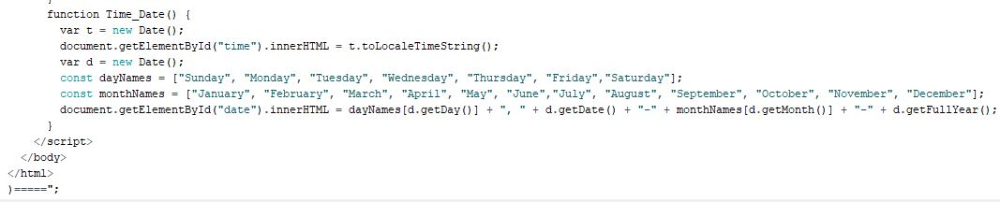 function Time_Date() {
var t = new Date();
document.getElementById("time").innerHTML = t.toLocaleTimeString();
var d = new Date();
const dayNames = ["Sunday", "Monday", "Tuesday", "Wednesday", "Thursday", "Friday","Saturday"];
const monthNames = ["January", "February", "March", "April", "May", "June","July", "August", "September", "October", "November", "December"];
document.getElementById("date").innerHTML = dayNames[d.getDay()] + ", " + d.getDate() + "-" + monthNames[d.getMonth()] + "-" + d.getFullYear();
}
</script>
</body>
</html>
)=====";